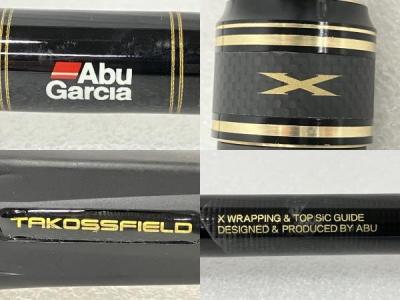 Abu
Garcia
X
TAKOSSFIELD
X WRAPPING & TOP SiC GUIDE
DESIGNED & PRODUCED BY ABU